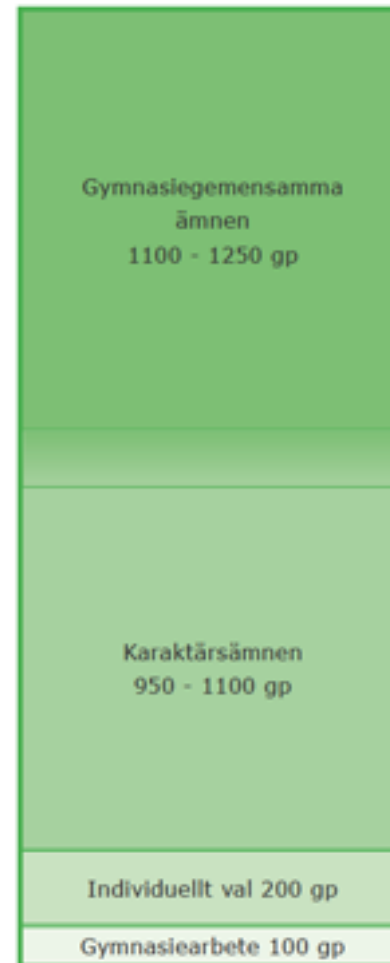 Gymnasiegemensamma
ämnen
1100 - 1250 gp
Karaktärsämnen
950 - 1100 gp
Individuellt val 200 gp
Gymnasiearbete 100 gp